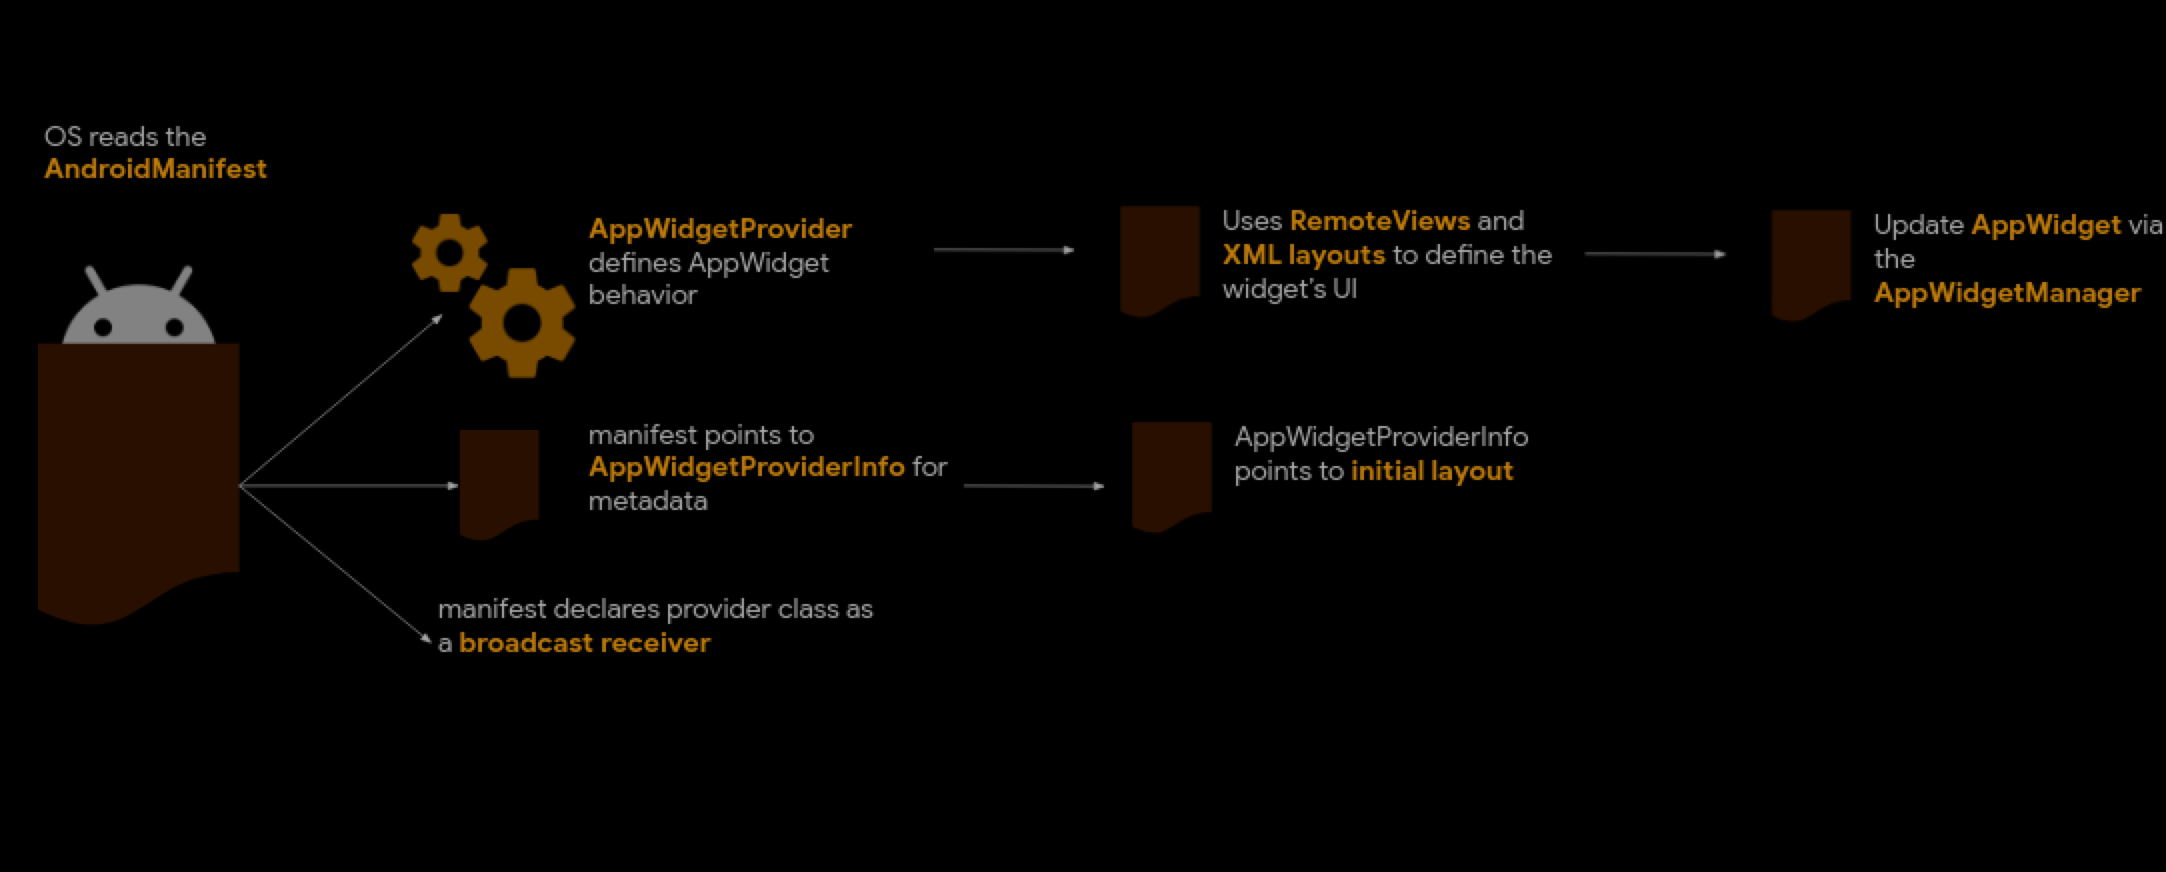 OS reads the
AndroidManifest
AppWidgetProvider
defines AppWidget
behavior
Uses RemoteViews and
XML layouts to define the
widget's UI
Update AppWidget via
the
AppWidgetManager
manifest points to
AppWidgetProviderInfo for
metadata
AppWidgetProviderInfo
points to initial layout
manifest declares provider class as
a broadcast receiver